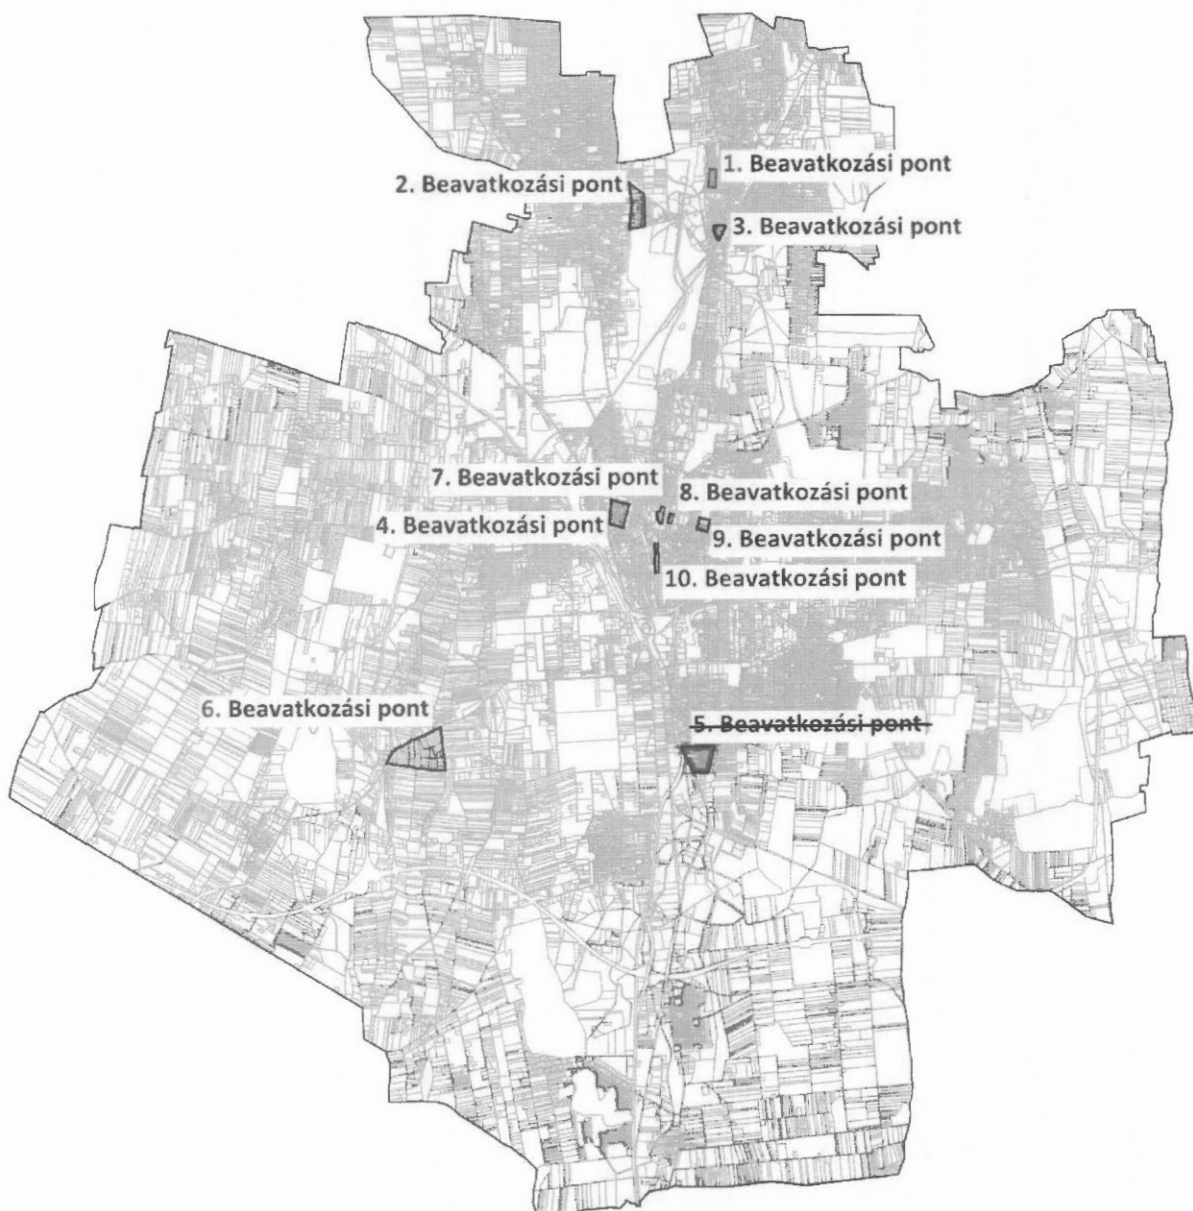 1. Beavatkozási pont
2. Beavatkozási pont
3. Beavatkozási pont
7. Beavatkozási pont
8. Beavatkozási pont
4. Beavatkozási pont
9. Beavatkozási pont
10. Beavatkozási pont
6. Beavatkozási pont
5. Beavatkozási pont